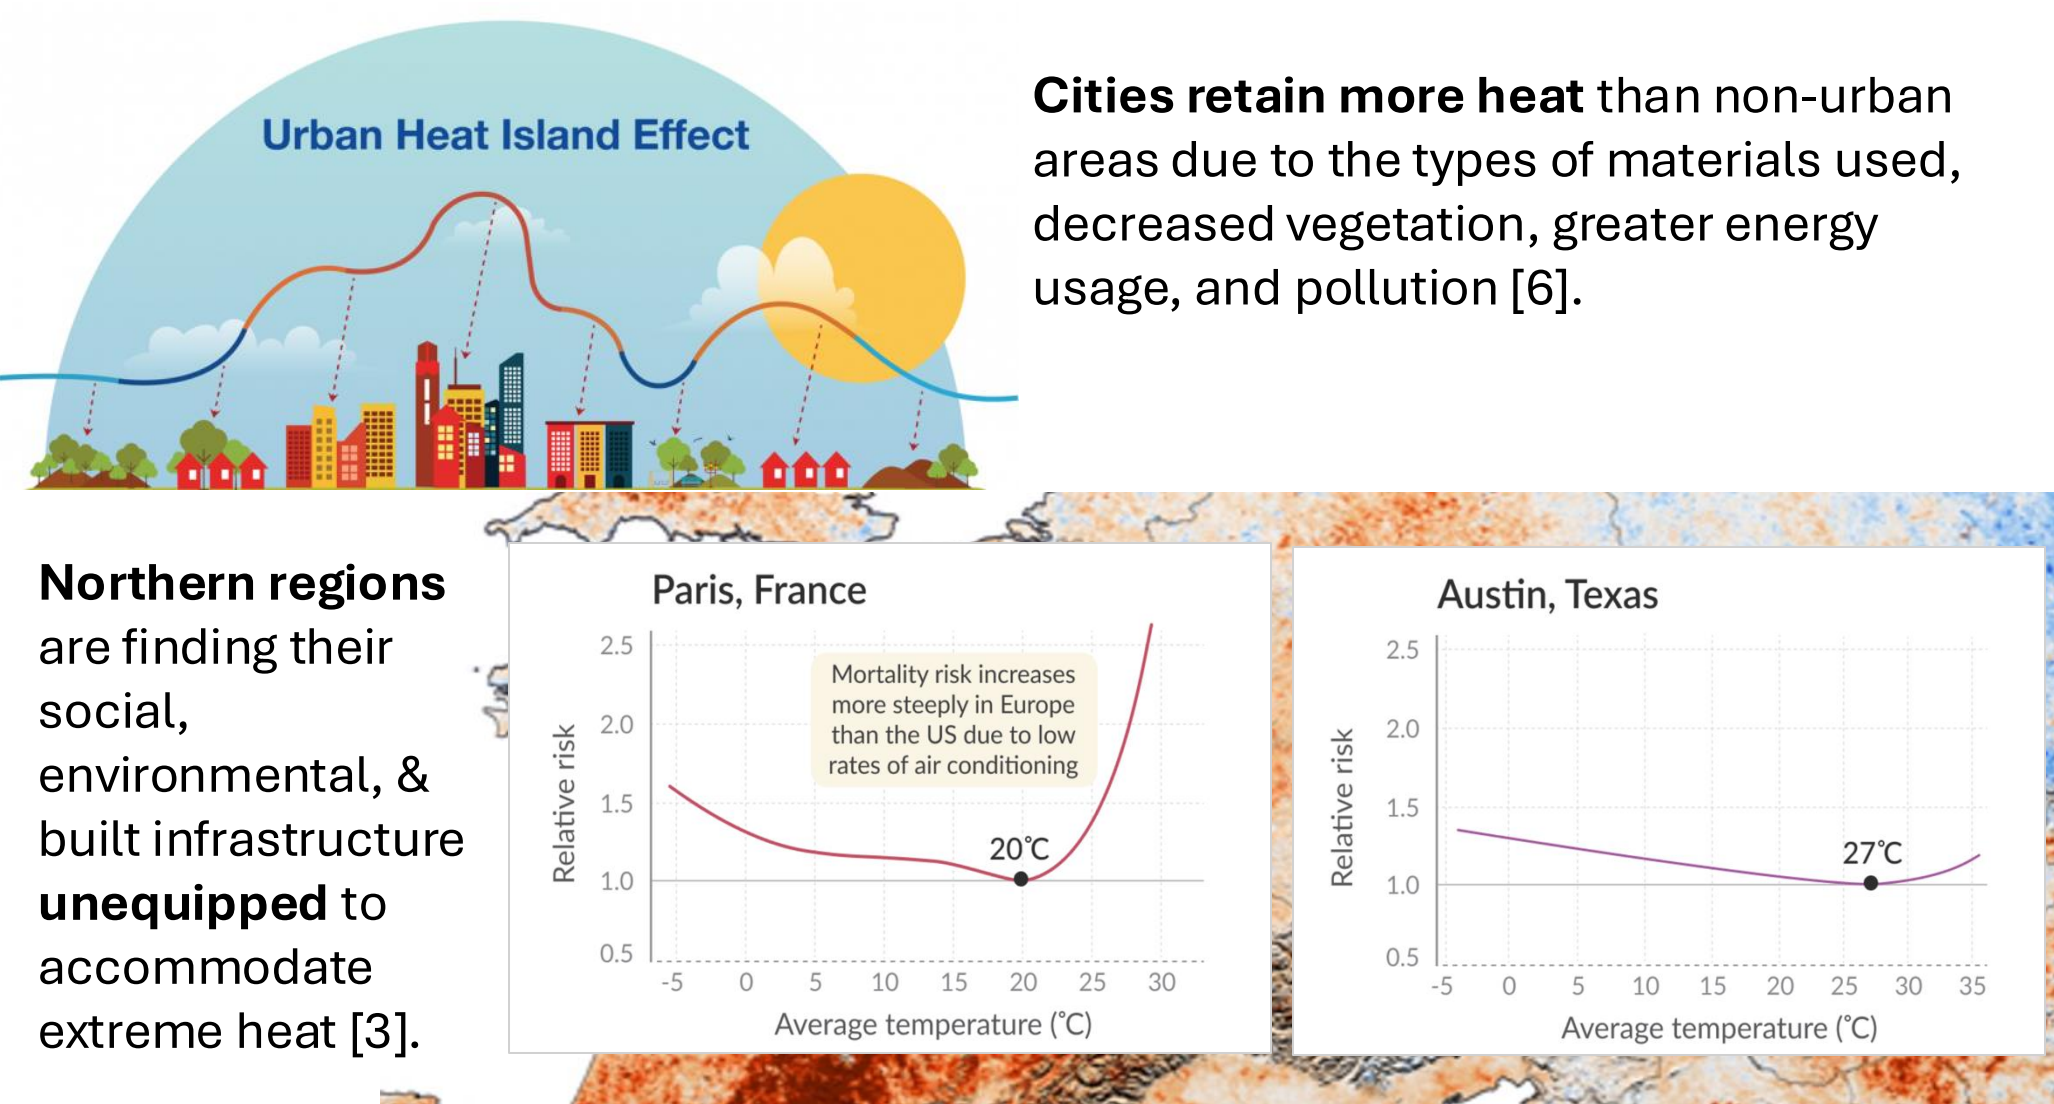 Urban Heat Island Effect
Cities retain more heat than non-urban
areas due to the types of materials used,
decreased vegetation, greater energy
usage, and pollution [6].
Northern regions
are finding their
social,
environmental, &
built infrastructure
unequipped to
accommodate
extreme heat [3].
Paris, France
2.5
2.0
1.5
1.0
0.5
Relative risk
Mortality risk increases
more steeply in Europe
than the US due to low
rates of air conditioning
20°C
-5 0 5 10 15 20 25 30
Average temperature (°C)
Austin, Texas
2.5
2.0
1.5
1.0
0.5
Relative risk
27°C
-5 0 5 10 15 20 25 30 35
Average temperature (°C)